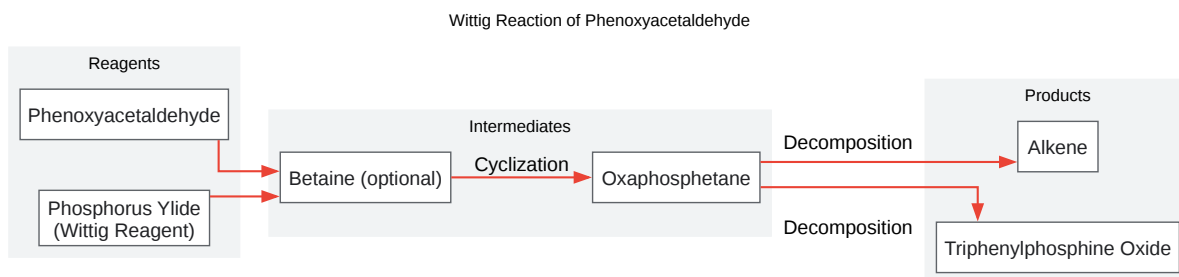 Wittig Reaction of Phenoxyacetaldehyde
Reagents
Phenoxyacetaldehyde
Phosphorus Ylide
(Wittig Reagent)
Intermediates
Betaine (optional)
Cyclization
Oxaphosphetane
Decomposition
Decomposition
Products
Alkene
Triphenylphosphine Oxide